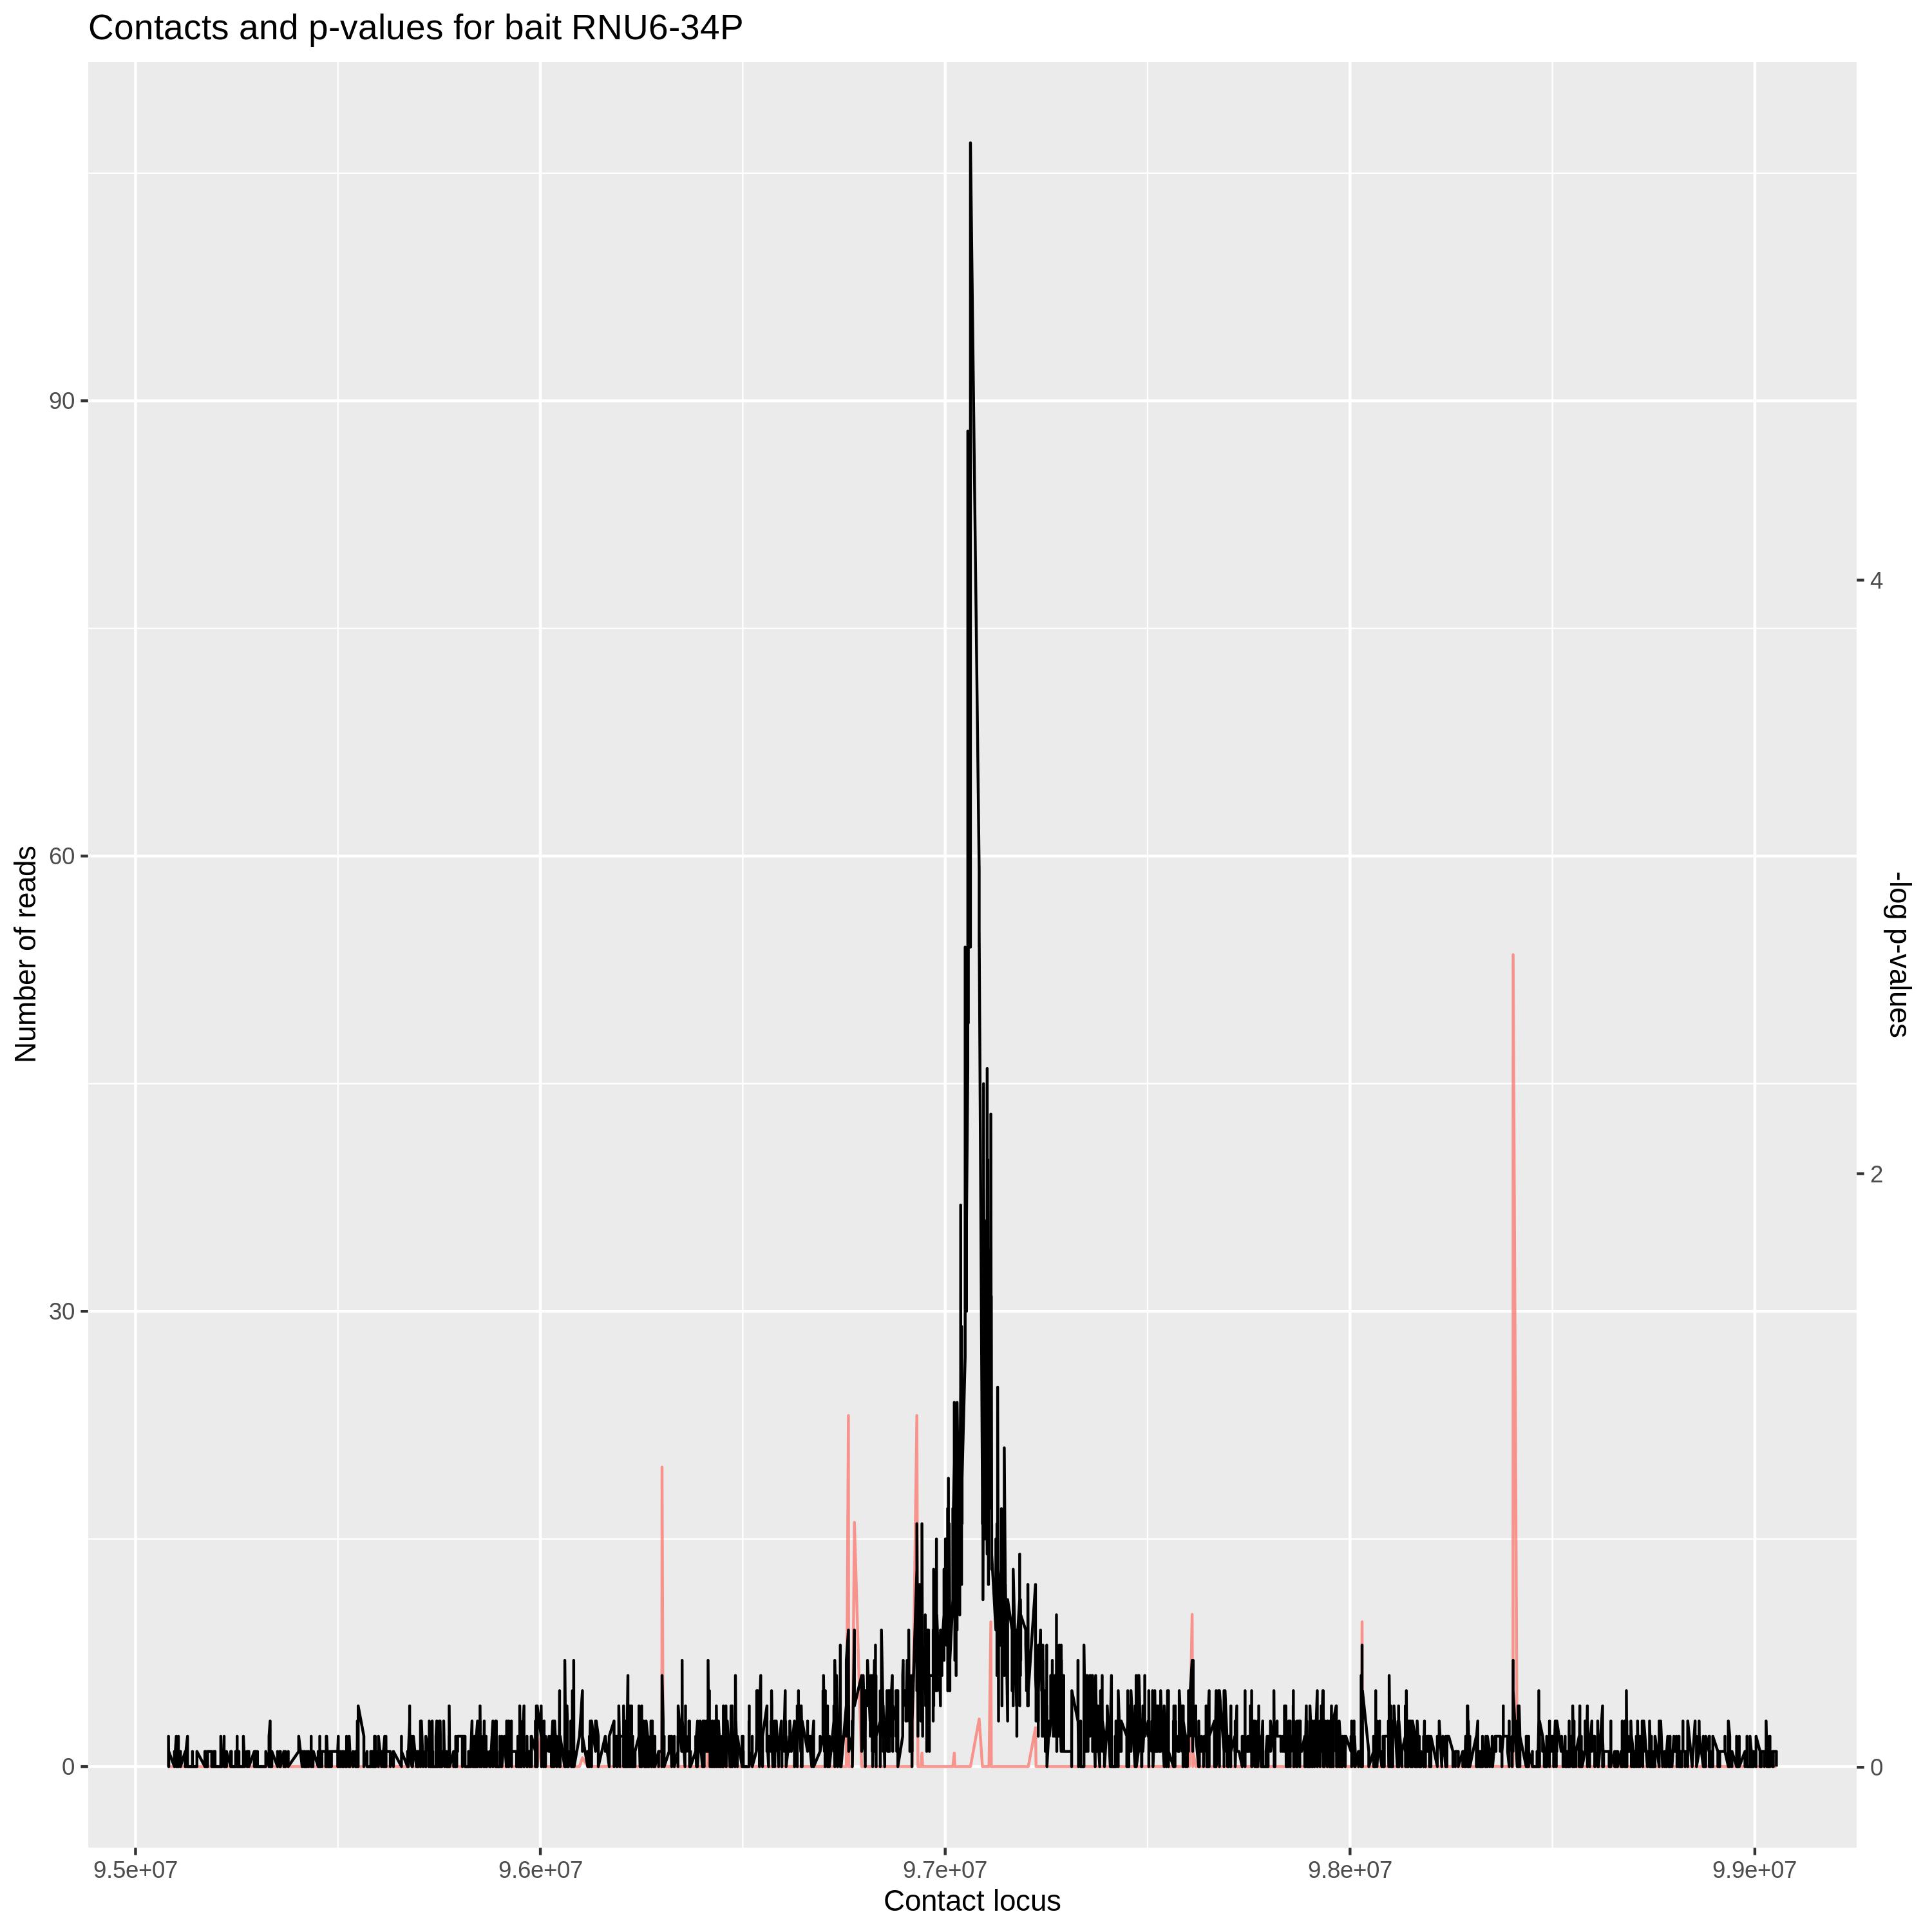 Contacts and p-values for bait RNU6-34P
90
60
30
0
Number of reads
4
2
0
-log p-values
9.5e+07
9.6e+07
9.7e+07
9.8e+07
9.9e+07
Contact locus